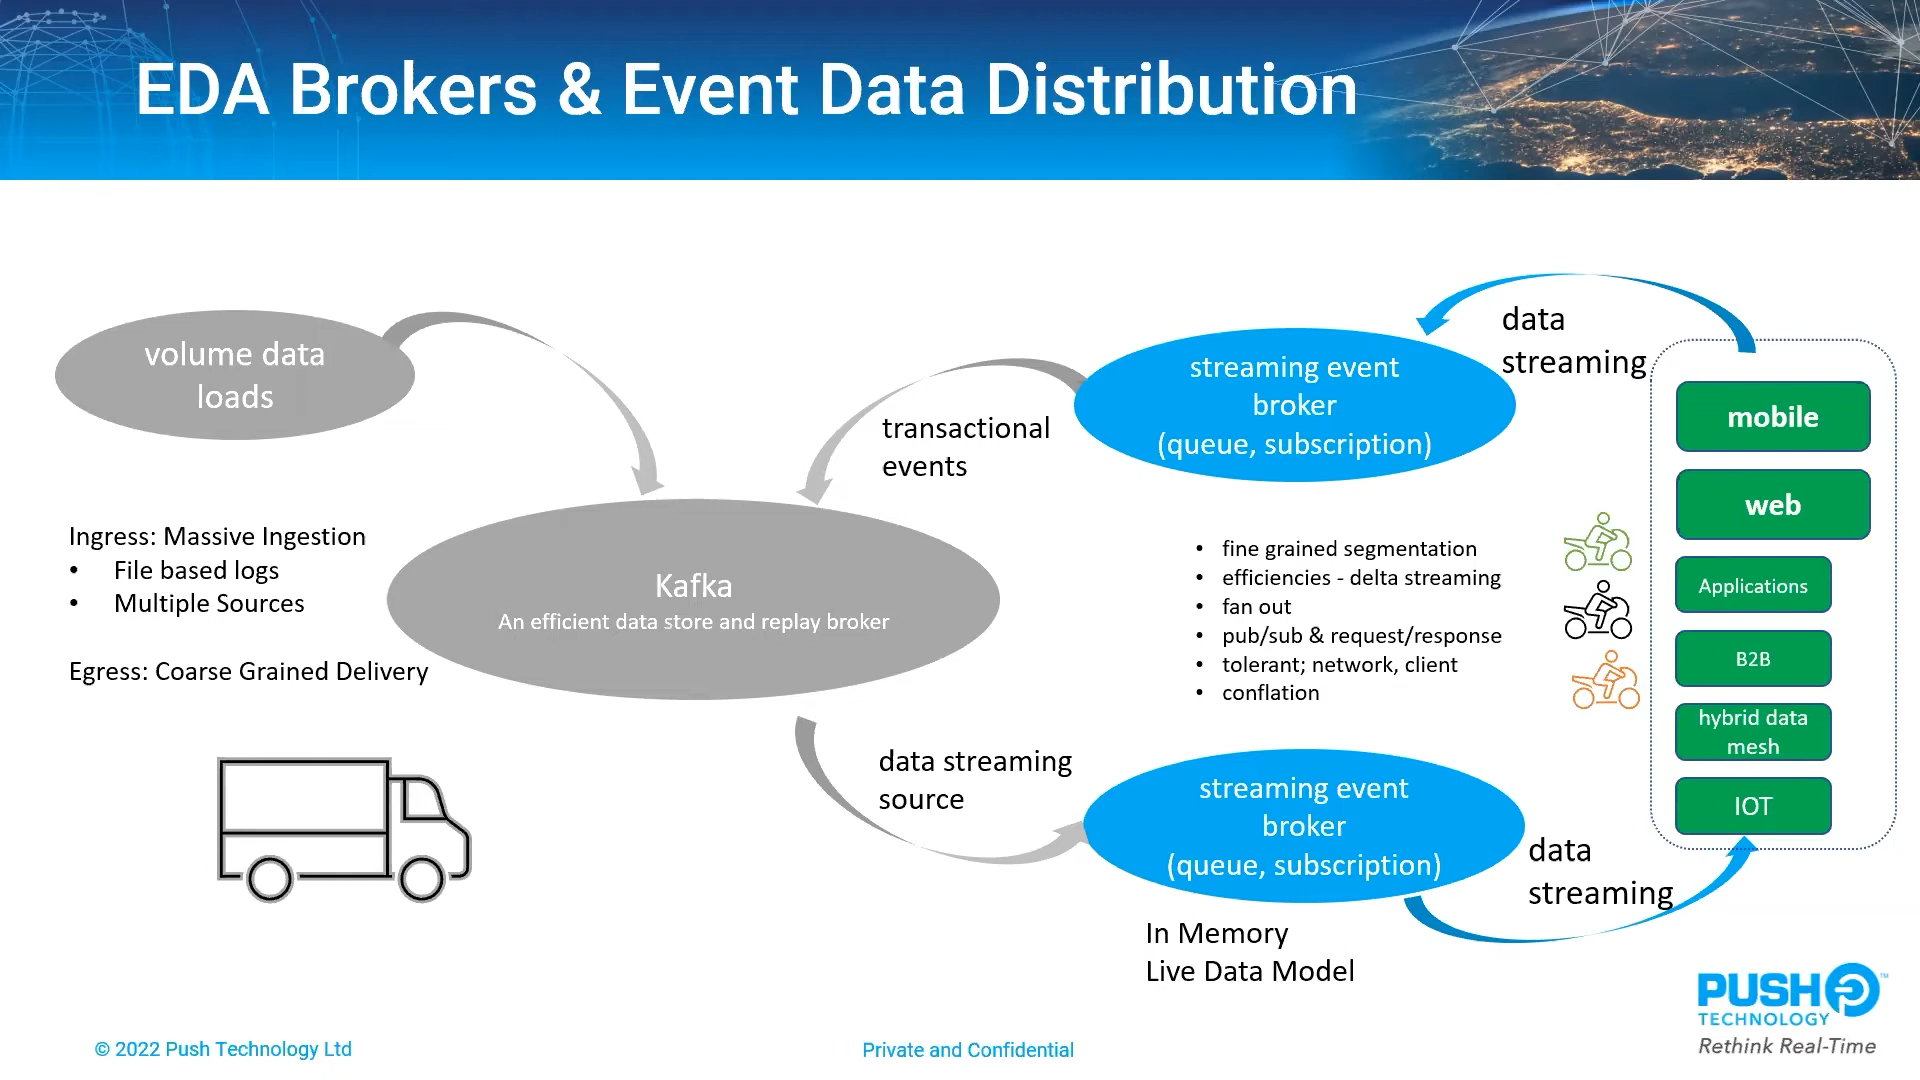 EDA Brokers & Event Data Distribution
volume data
loads
transactional
events
streaming event
broker
(queue, subscription)
data
streaming
mobile
web
Applications
B2B
hybrid data
mesh
IOT
Ingress: Massive Ingestion
• File based logs
• Multiple Sources
Egress: Coarse Grained Delivery
Kafka
An efficient data store and replay broker
• fine grained segmentation
• efficiencies - delta streaming
• fan out
• pub/sub & request/response
• tolerant; network, client
• conflation
data streaming
source
streaming event
broker
(queue, subscription)
data
streaming
In Memory
Live Data Model
PUSH
TECHNOLOGY
Rethink Real-Time
© 2022 Push Technology Ltd
Private and Confidential